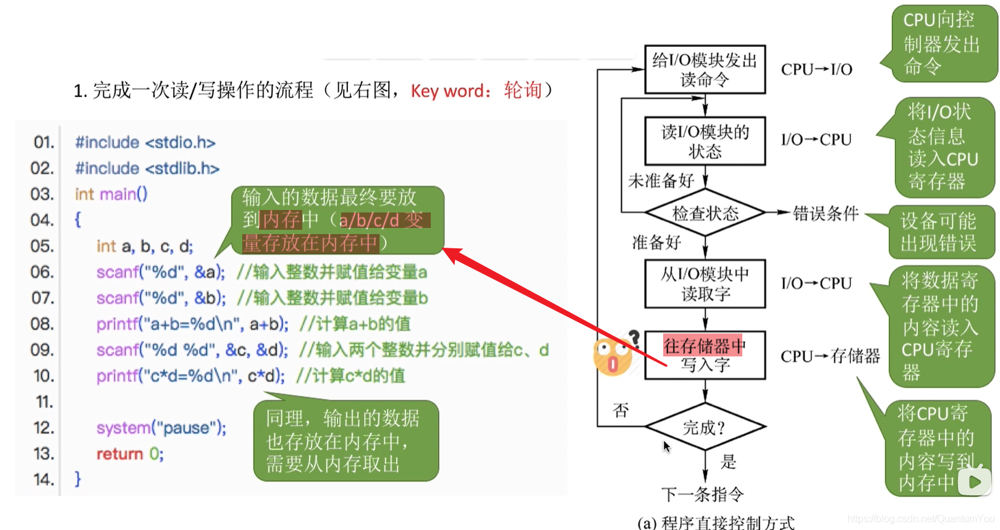 1. 完成一次读/写操作的流程（见右图，Key word：轮询）
01. #include <stdio.h>
02. #include <stdlib.h>
03. int main()
04. {
05. int a, b, c, d;
06. scanf("%d", &a); //输入整数并赋值给变量a
07. scanf("%d", &b); //输入整数并赋值给变量b
08. printf("a+b=%d\n", a+b); //计算a+b的值
09. scanf("%d %d", &c, &d); //输入两个整数并分别赋值给c、d
10. printf("c*d=%d\n", c*d); //计算c*d的值
11.
12. system("pause");
13. return 0;
14. }
输入的数据最终要放
到内存中（a/b/c/d 变
量存放在内存中）
同理，输出的数据
也存放在内存中，
需要从内存取出
给I/O模块发出
读命令
CPU→I/O
CPU向控
制器发出
命令
读I/O模块的
状态
I/O→CPU
将I/O状
态信息
读入CPU
寄存器
未准备好
检查状态
错误条件
设备可能
出现错误
准备好
从I/O模块中
读取字
I/O→CPU
将数据寄
存器中的
内容读入
CPU寄存
器
往存储器中
写入字
CPU→存储器
将CPU寄
存器中的
内容写到
内存中
否
完成？
是
下一条指令
(a) 程序直接控制方式
https://blog.csdn.net/QuantumYou